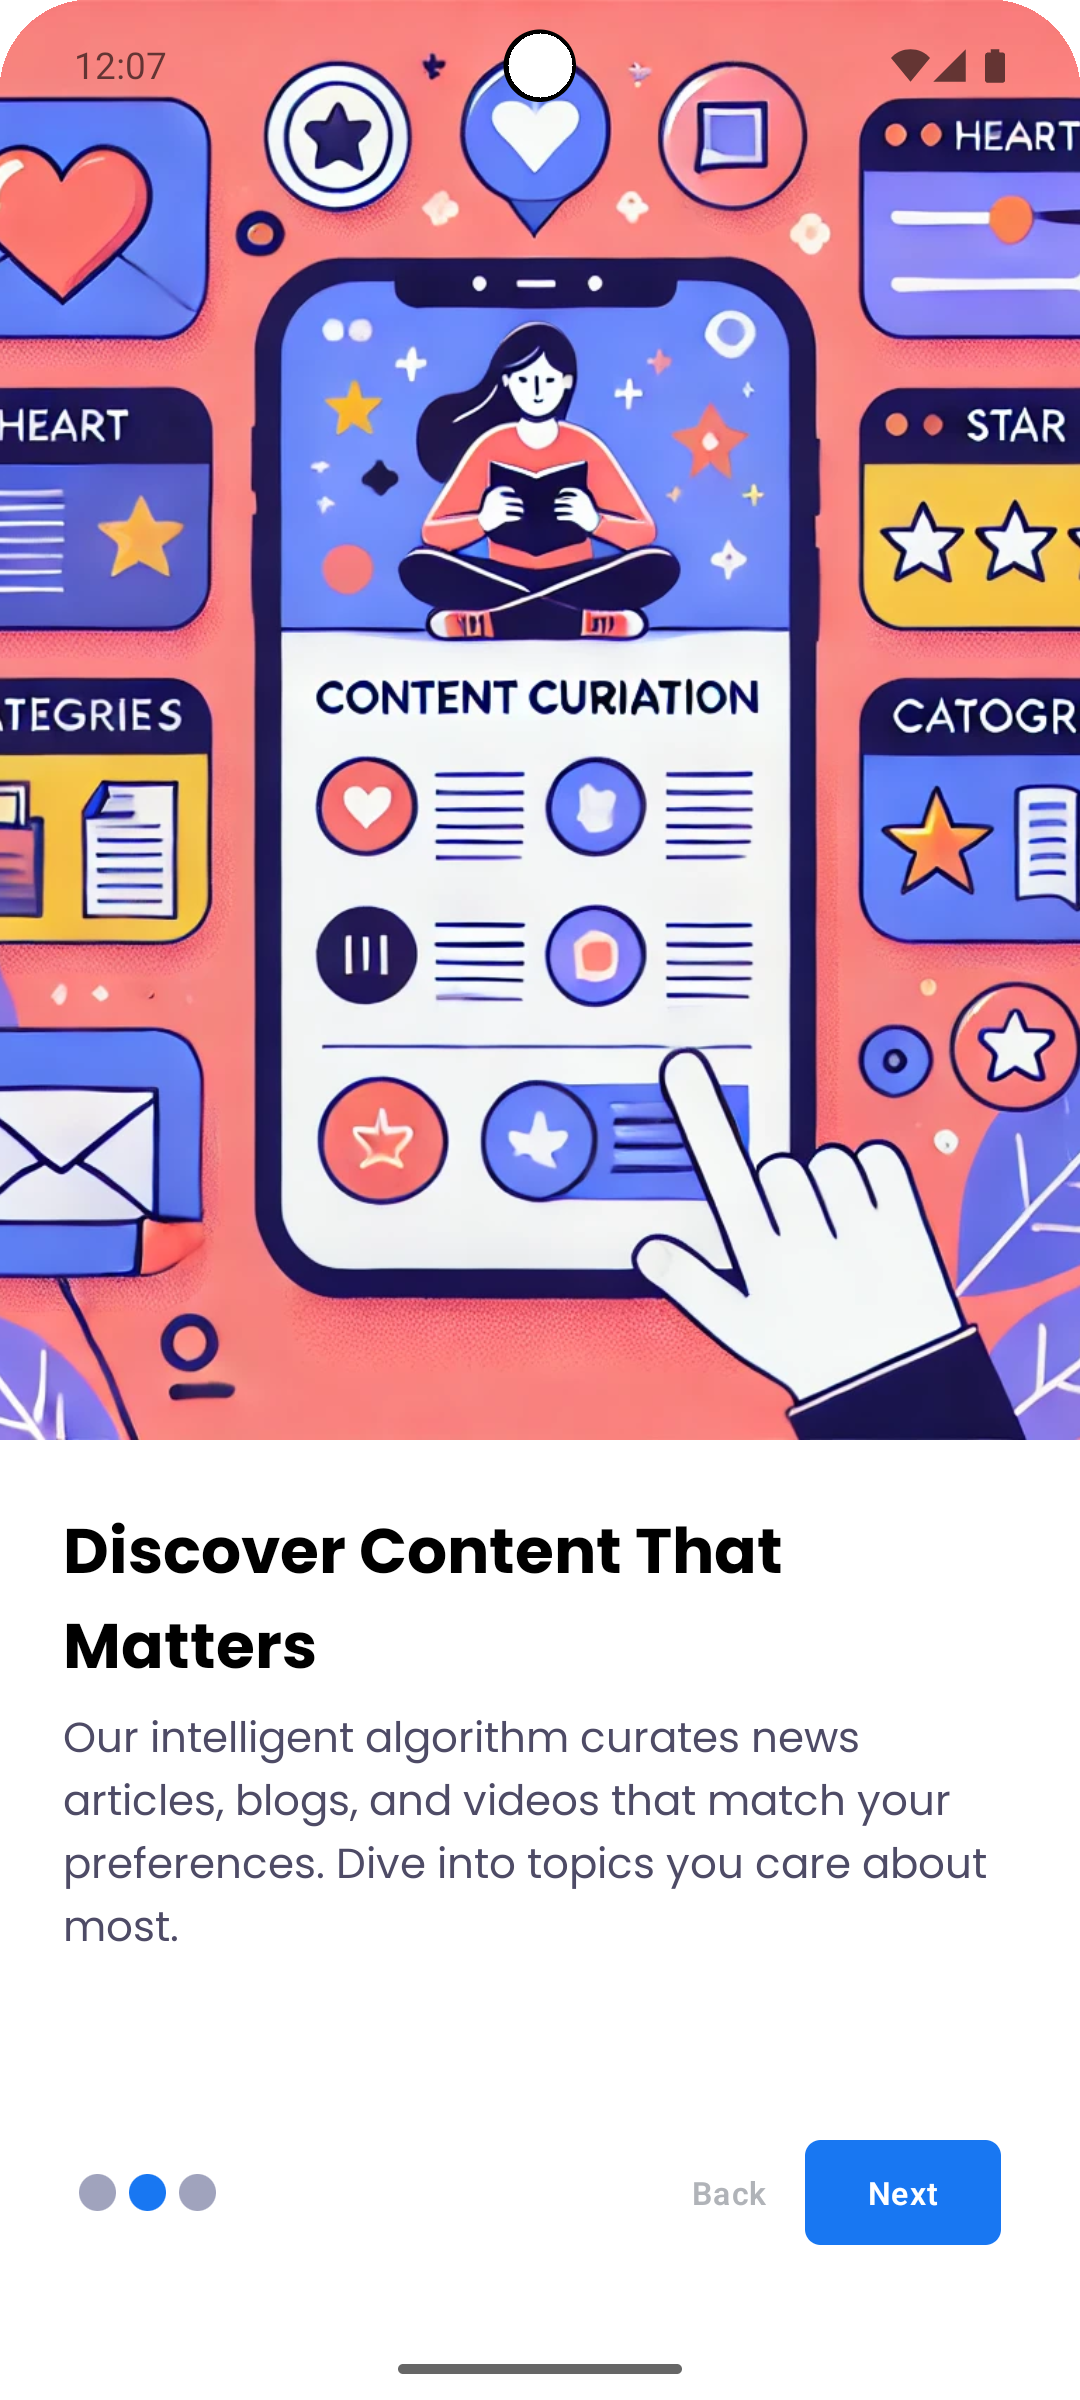 12:07
HEART
HEART
STAR
CONTENT CURIATION
ATEGRIES
CATOGR
Discover Content That
Matters
Our intelligent algorithm curates news
articles, blogs, and videos that match your
preferences. Dive into topics you care about
most.
Back
Next